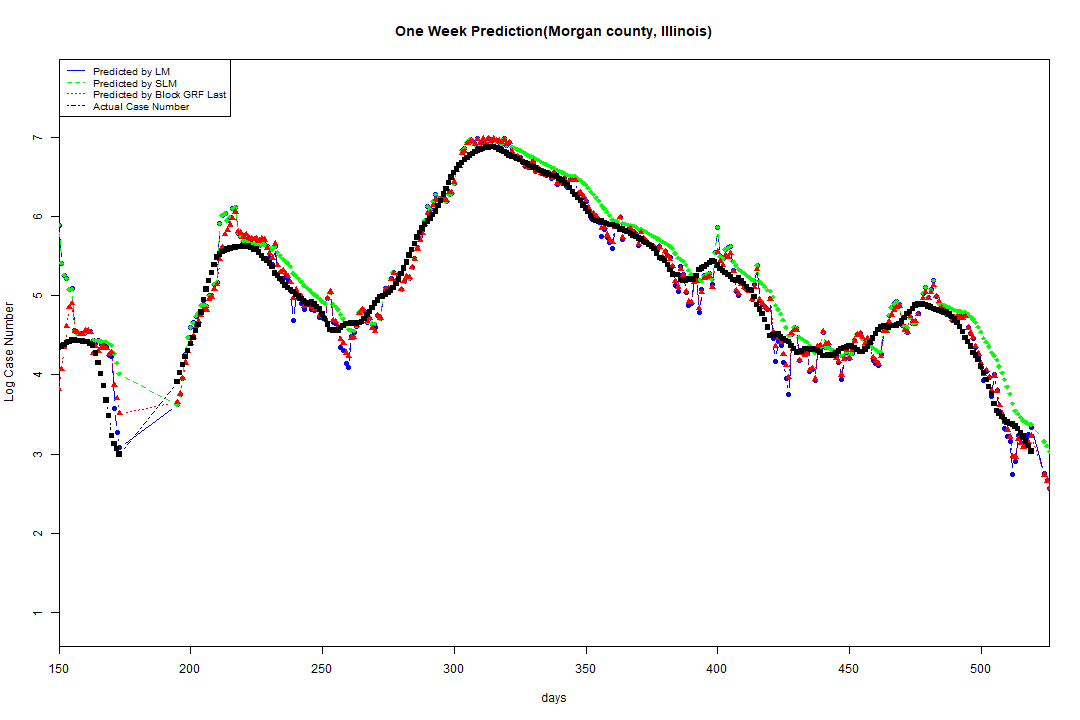 One Week Prediction(Morgan county, Illinois)
Predicted by LM
Predicted by SLM
Predicted by Block GRF Last
Actual Case Number
7
6
5
4
3
2
1
Log Case Number
150 200 250 300 350 400 450 500
days